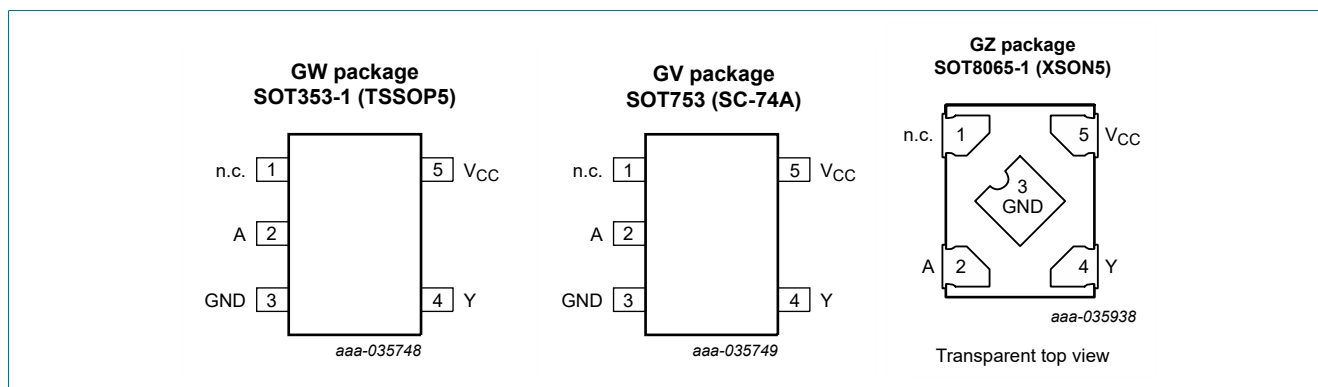 GW package
SOT353-1 (TSSOP5)
n.c. 1
5 VCC
A 2
GND 3
4 Y
aaa-035748
GV package
SOT753 (SC-74A)
n.c. 1
5 VCC
A 2
GND 3
4 Y
aaa-035749
GZ package
SOT8065-1 (XSON5)
n.c. 1
5 VCC
3
GND
A 2
4 Y
aaa-035938
Transparent top view